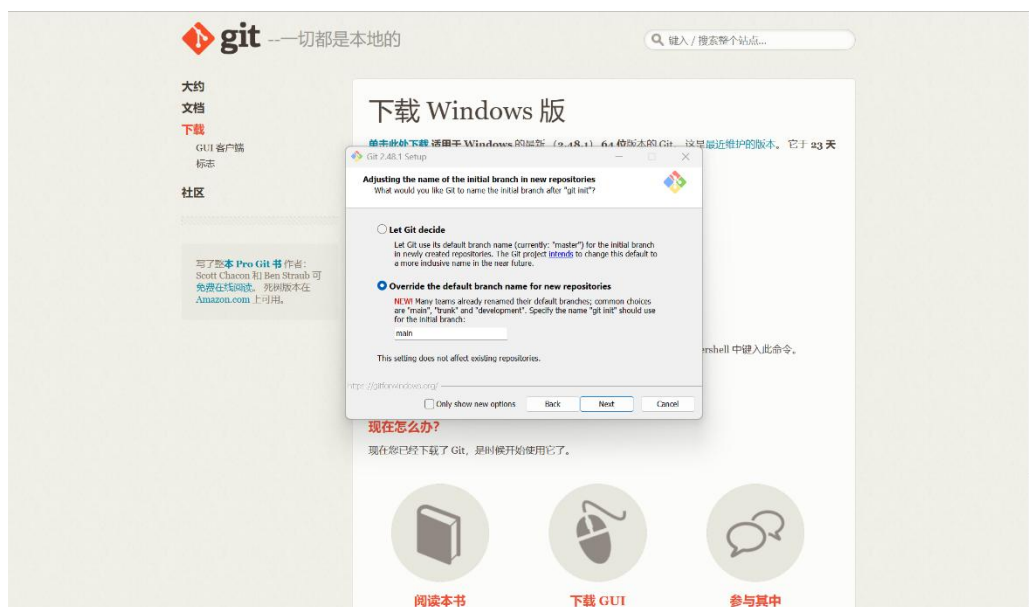 git --一切都是本地的
键入 / 搜索整个站点...
大约
文档
下载
GUI 客户端
标志
社区
写了整本 Pro Git 书 作者:
Scott Chacon 和 Ben Straub 可
免费在线阅读。 死树版本在
Amazon.com 上可用。
下载 Windows 版
单击此处下载 适用于 Windows 的最新 (2.48.1) 64 位版本的 Git。 这是最近维护的版本。 它于 23 天
Git 2.48.1 Setup
Adjusting the name of the initial branch in new repositories
What would you like Git to name the initial branch after "git init"?
Let Git decide
Let Git use its default branch name (currently: "master") for the initial branch
in newly created repositories. The Git project intends to change this default to
a more inclusive name in the near future.
Override the default branch name for new repositories
NEW! Many teams already renamed their default branches; common choices
are "main", "trunk" and "development". Specify the name "git init" should use
for the initial branch:
main
This setting does not affect existing repositories.
ershell 中键入此命令。
https://gitforwindows.org/
Only show new options
Back
Next
Cancel
现在怎么办?
现在您已经下载了 Git，是时候开始使用它了。
阅读本书
下载 GUI
参与其中